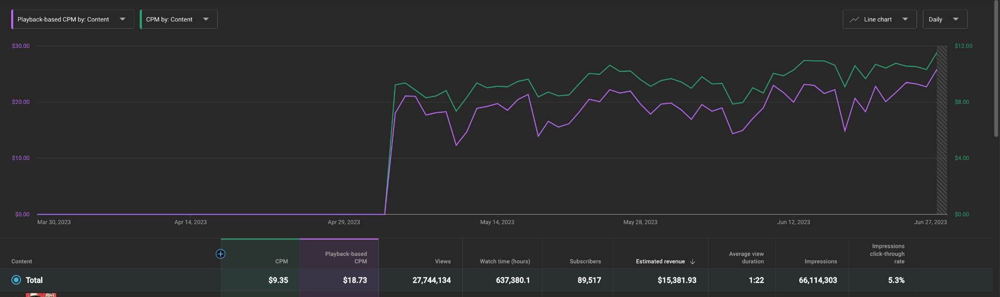 Playback-based CPM by: Content
CPM by: Content
Line chart
Daily
$30.00
$12.00
$20.00
$8.00
$10.00
$4.00
$0.00
$0.00
Mar 30, 2023
Apr 14, 2023
Apr 29, 2023
May 14, 2023
May 28, 2023
Jun 12, 2023
Jun 27, 2023
Content
CPM
Playback-based
CPM
Views
Watch time (hours)
Subscribers
Estimated revenue
Average view
duration
Impressions
Impressions
click-through
rate
Total
$9.35
$18.73
27,744,134
637,380.1
89,517
$15,381.93
1:22
66,114,303
5.3%